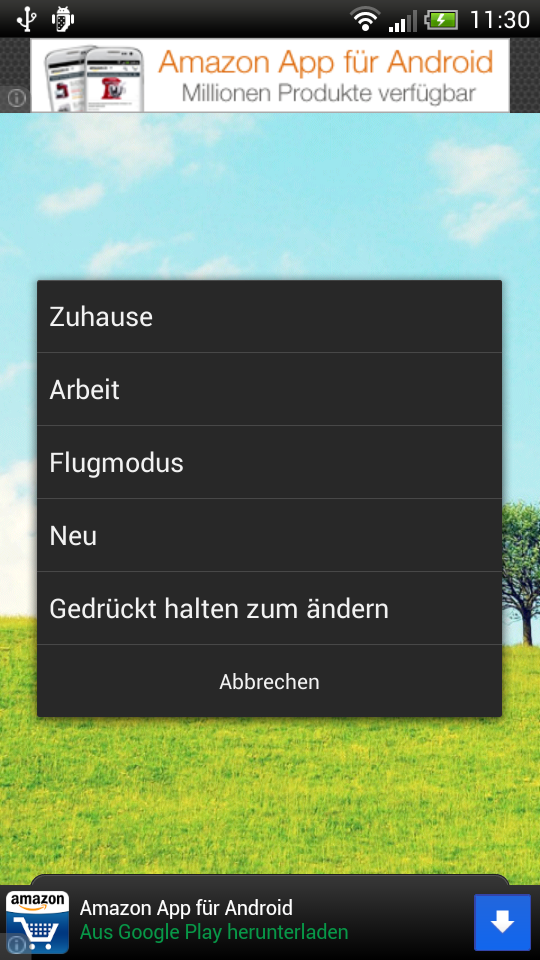 11:30
Amazon App für Android
Millionen Produkte verfügbar
Zuhause
Arbeit
Flugmodus
Neu
Gedrückt halten zum ändern
Abbrechen
amazon
Amazon App für Android
Aus Google Play herunterladen